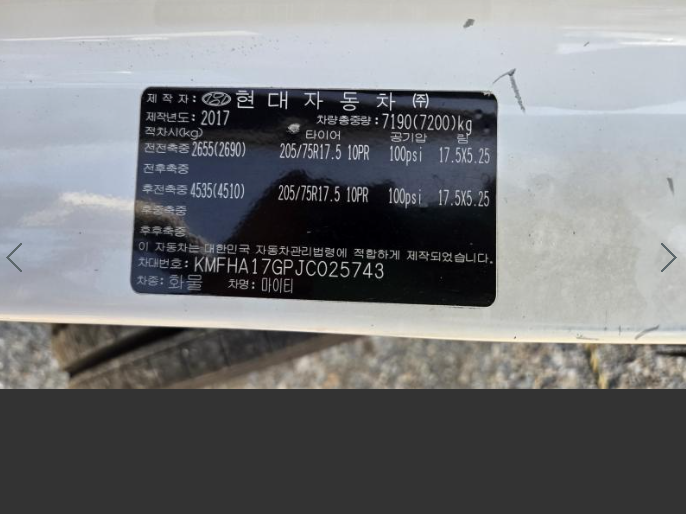 제 작 자 : 현 대 자 동 차 ㈜
제작년도 : 2017 차량총중량 : 7190(7200)kg
적차시(kg) 타이어 공기압 림
전전축중 2655(2690) 205/75R17.5 10PR 100psi 17.5X5.25
전후축중
후전축중 4535(4510) 205/75R17.5 10PR 100psi 17.5X5.25
후중축중
후후축중
이 자동차는 대한민국 자동차관리법령에 적합하게 제작되었습니다.
차대번호 : KMFHA17GPJC025743
차종 : 화물 차명 : 마이티